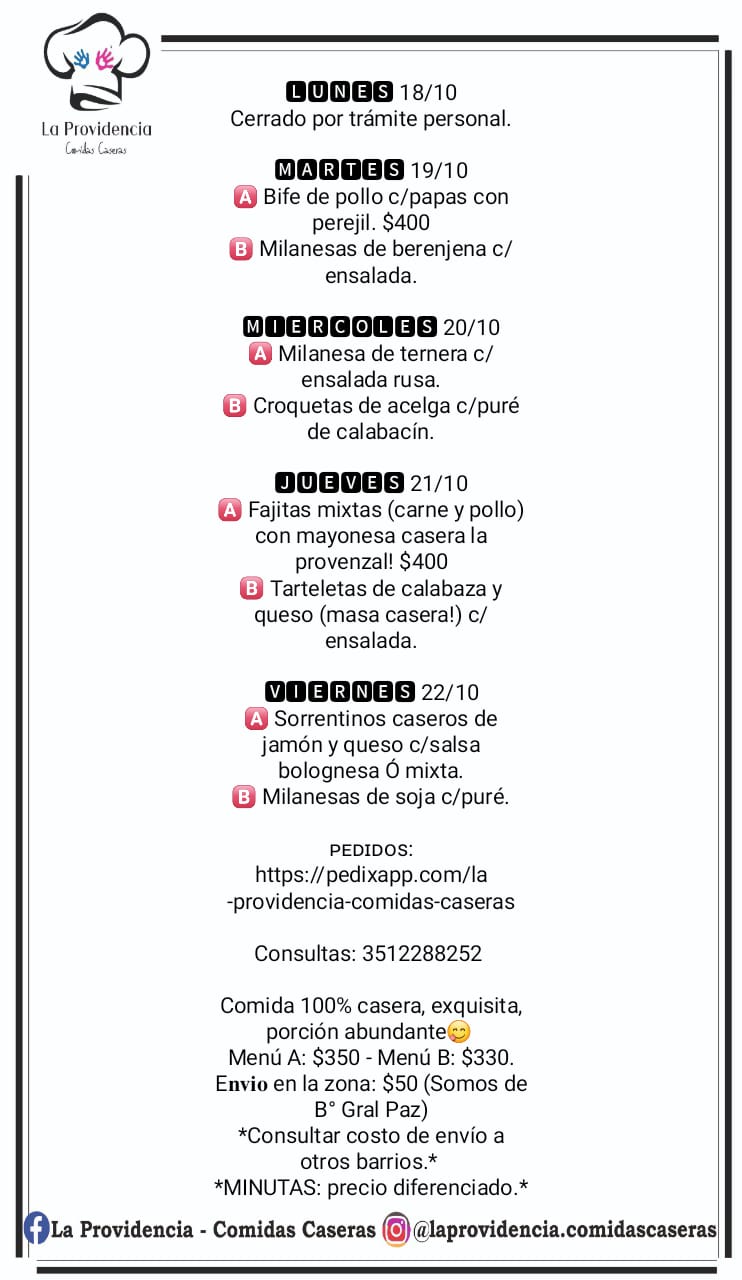 La Providencia
Comidas Caseras
LUNES 18/10
Cerrado por trámite personal.
MARTES 19/10
A Bife de pollo c/papas con
perejil. $400
B Milanesas de berenjena c/
ensalada.
MIERCOLES 20/10
A Milanesa de ternera c/
ensalada rusa.
B Croquetas de acelga c/puré
de calabacín.
JUEVES 21/10
A Fajitas mixtas (carne y pollo)
con mayonesa casera la
provenzal! $400
B Tarteletas de calabaza y
queso (masa casera!) c/
ensalada.
VIERNES 22/10
A Sorrentinos caseros de
jamón y queso c/salsa
bolognesa Ó mixta.
B Milanesas de soja c/puré.
PEDIDOS:
https://pedixapp.com/la
-providencia-comidas-caseras
Consultas: 3512288252
Comida 100% casera, exquisita,
porción abundante😋
Menú A: $350 - Menú B: $330.
Envio en la zona: $50 (Somos de
B° Gral Paz)
*Consultar costo de envío a
otros barrios.*
*MINUTAS: precio diferenciado.*
La Providencia - Comidas Caseras @laprovidencia.comidascaseras